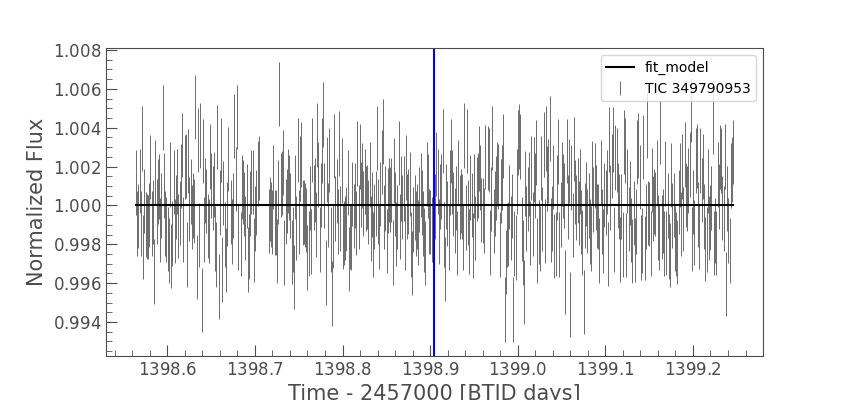 1.008
1.006
1.004
1.002
1.000
0.998
0.996
0.994
Normalized Flux
fit_model
TIC 349790953
1398.6 1398.7 1398.8 1398.9 1399.0 1399.1 1399.2
Time - 2457000 [BTJD days]